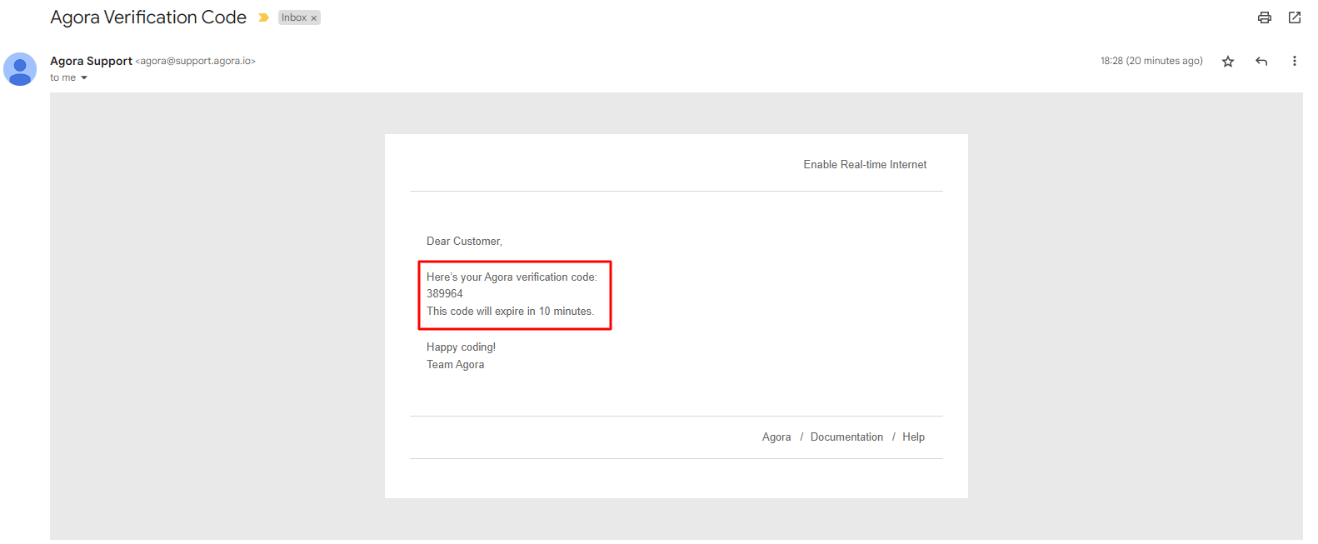 Agora Verification Code
Inbox ×
Agora Support <agora@support.agora.io>
18:28 (20 minutes ago)
to me
Enable Real-time Internet
Dear Customer,
Here's your Agora verification code:
389964
This code will expire in 10 minutes.
Happy coding!
Team Agora
Agora / Documentation / Help